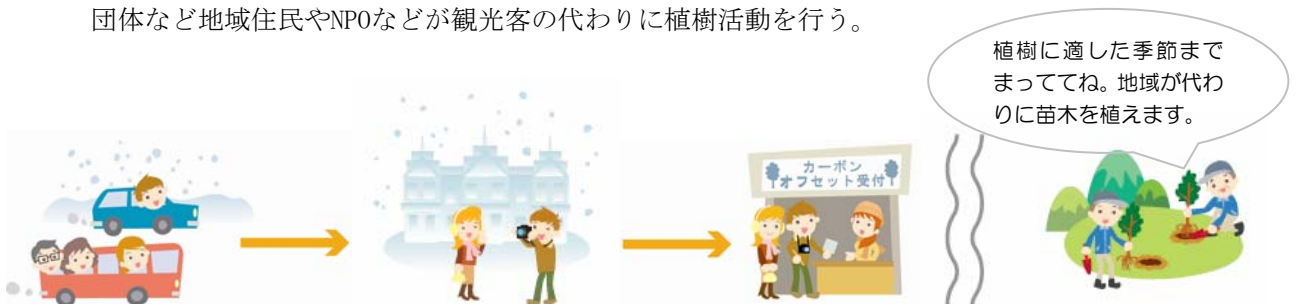 団体など地域住民やNPOなどが観光客の代わりに植樹活動を行う。
植樹に適した季節まで
まっててね。地域が代わ
りに苗木を植えます。
カーボン
オフセット受付